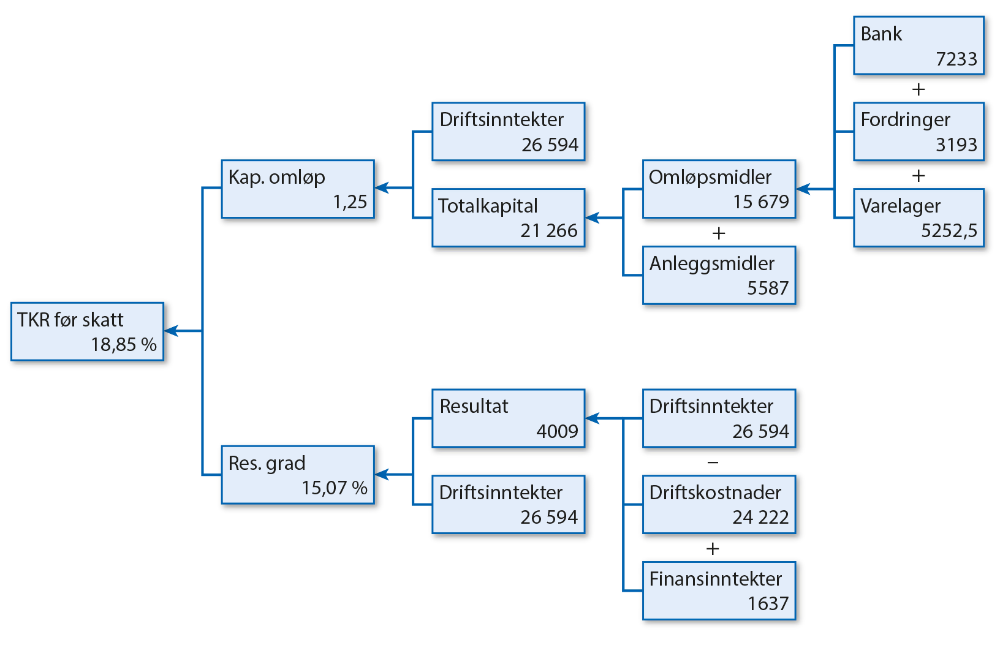 Bank
7233
+
Fordringer
3193
+
Varelager
5252,5
Driftsinntekter
26 594
Totalkapital
21 266
Kap. omløp
1,25
Omløpsmidler
15 679
+
Anleggsmidler
5587
TKR før skatt
18,85 %
Res. grad
15,07 %
Resultat
4009
Driftsinntekter
26 594
Driftsinntekter
26 594
–
Driftskostnader
24 222
+
Finansinntekter
1637